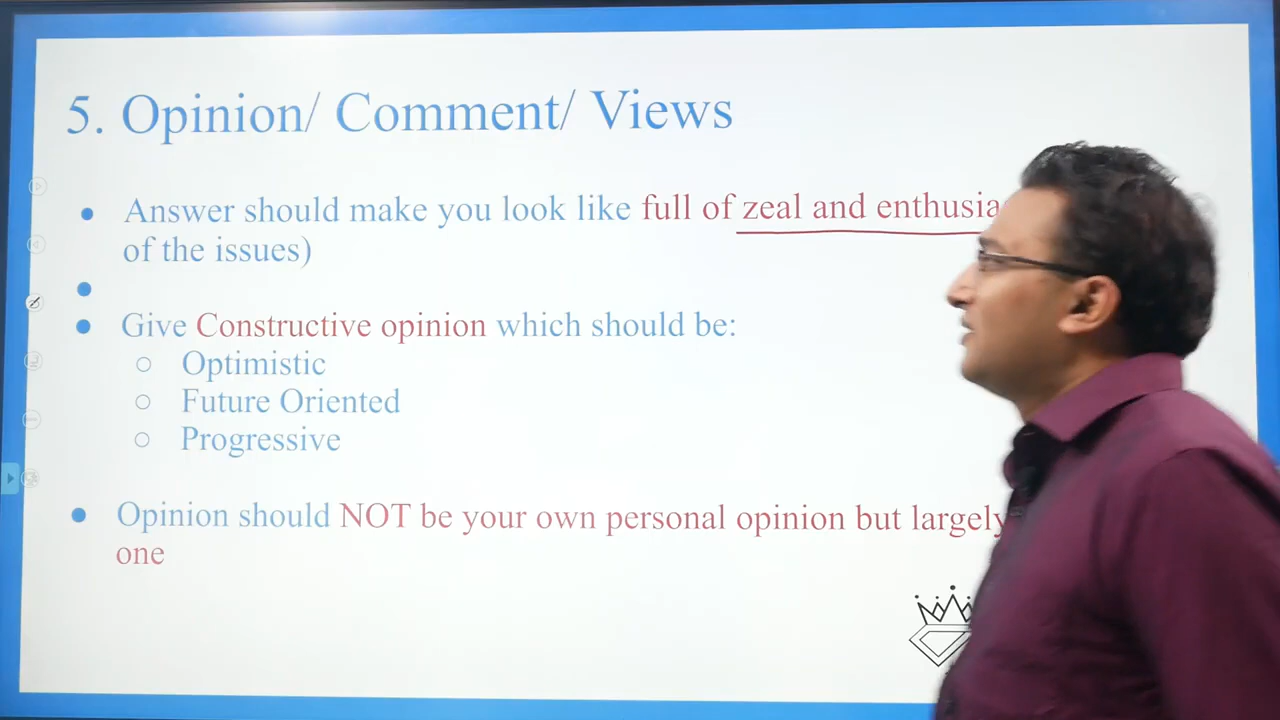 5. Opinion/ Comment/ Views
● Answer should make you look like full of zeal and
of the issues)
●
● Give Constructive opinion which should be:
○ Optimistic
○ Future Oriented
○ Progressive
● Opinion should NOT be your own personal opinion but largely
one